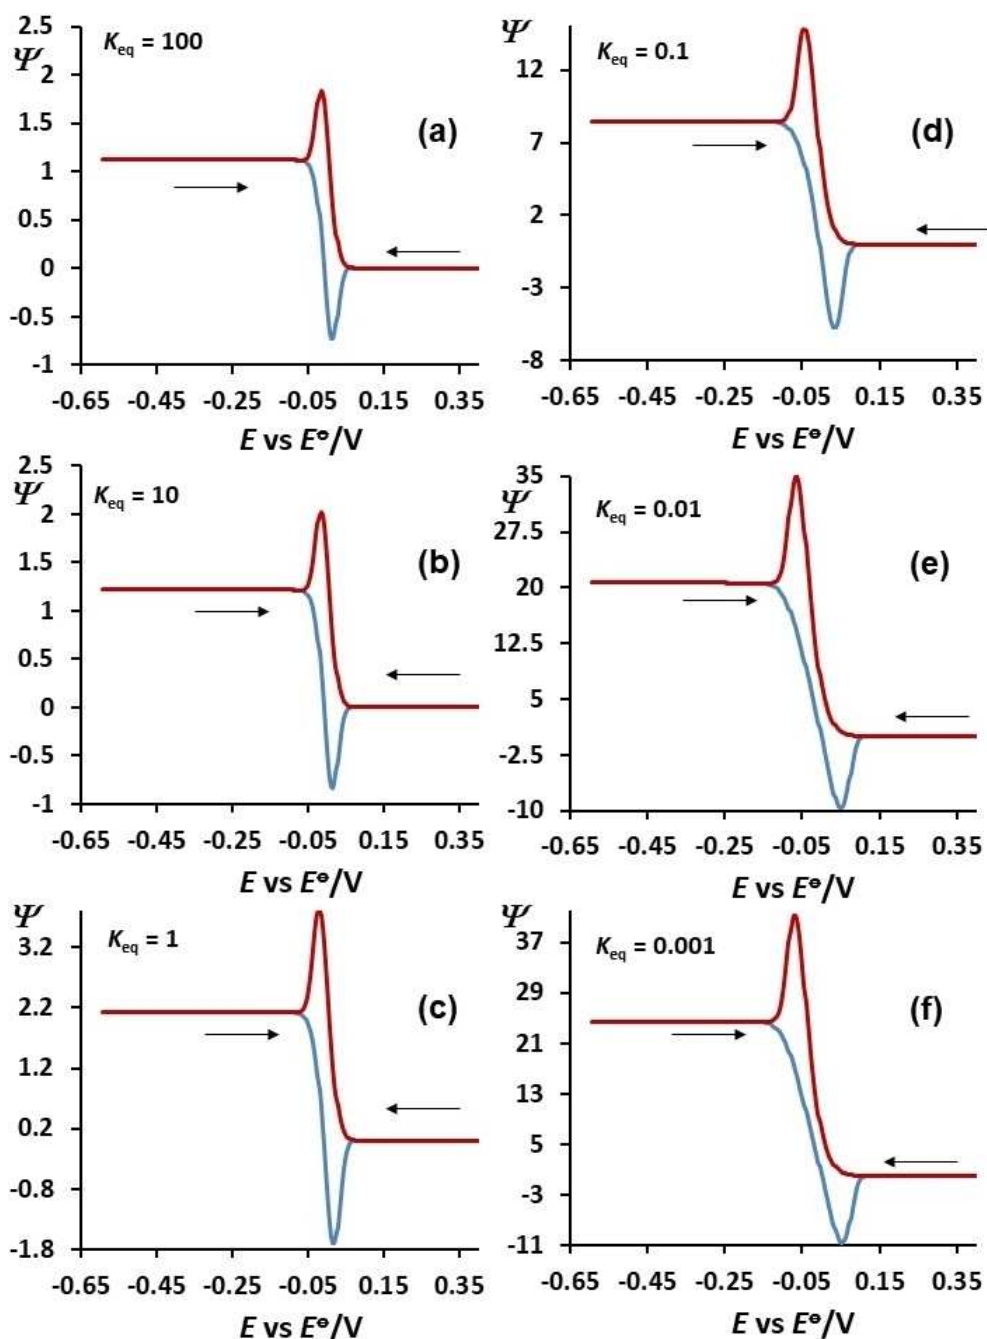 Ψ
2.5
2
1.5
1
0.5
0
-0.5
-1
K_eq = 100
(a)
-0.65 -0.45 -0.25 -0.05 0.15 0.35
E vs E⦵/V
Ψ
12
7
2
-3
-8
K_eq = 0.1
(d)
-0.65 -0.45 -0.25 -0.05 0.15 0.35
E vs E⦵/V
Ψ
2.5
2
1.5
1
0.5
0
-0.5
-1
K_eq = 10
(b)
-0.65 -0.45 -0.25 -0.05 0.15 0.35
E vs E⦵/V
Ψ
35
27.5
20
12.5
5
-2.5
-10
K_eq = 0.01
(e)
-0.65 -0.45 -0.25 -0.05 0.15 0.35
E vs E⦵/V
Ψ
3.2
2.2
1.2
0.2
-0.8
-1.8
K_eq = 1
(c)
-0.65 -0.45 -0.25 -0.05 0.15 0.35
E vs E⦵/V
Ψ
37
29
21
13
5
-3
-11
K_eq = 0.001
(f)
-0.65 -0.45 -0.25 -0.05 0.15 0.35
E vs E⦵/V